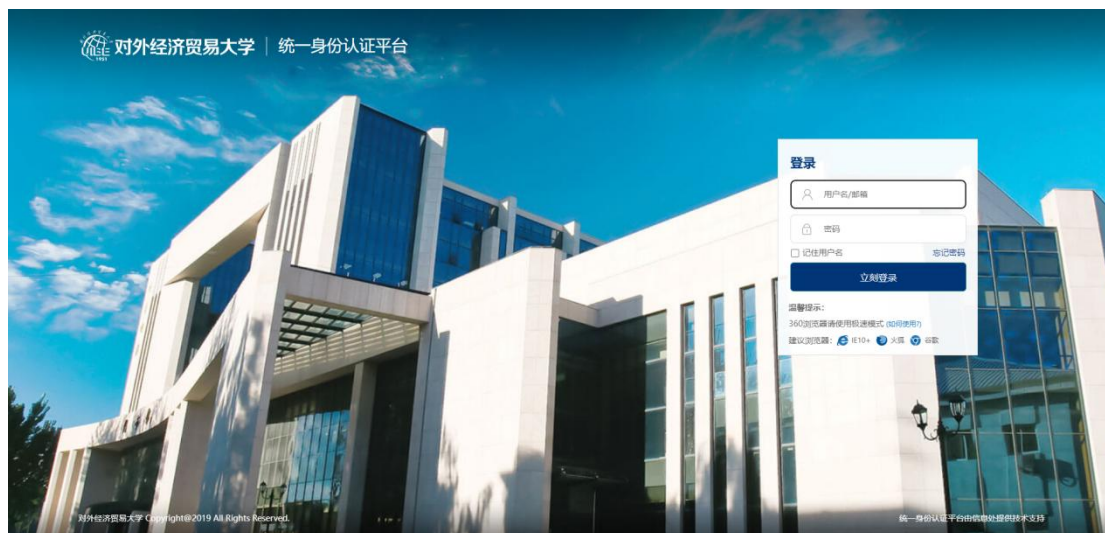 对外经济贸易大学 统一身份认证平台
1951
登录
用户名/邮箱
密码
记住用户名 忘记密码
立刻登录
温馨提示:
360浏览器请使用极速模式 (如何使用?)
建议浏览器: IE10+ 火狐 谷歌
对外经济贸易大学 Copyright@2019 All Rights Reserved.
统一身份认证平台由信息处提供技术支持